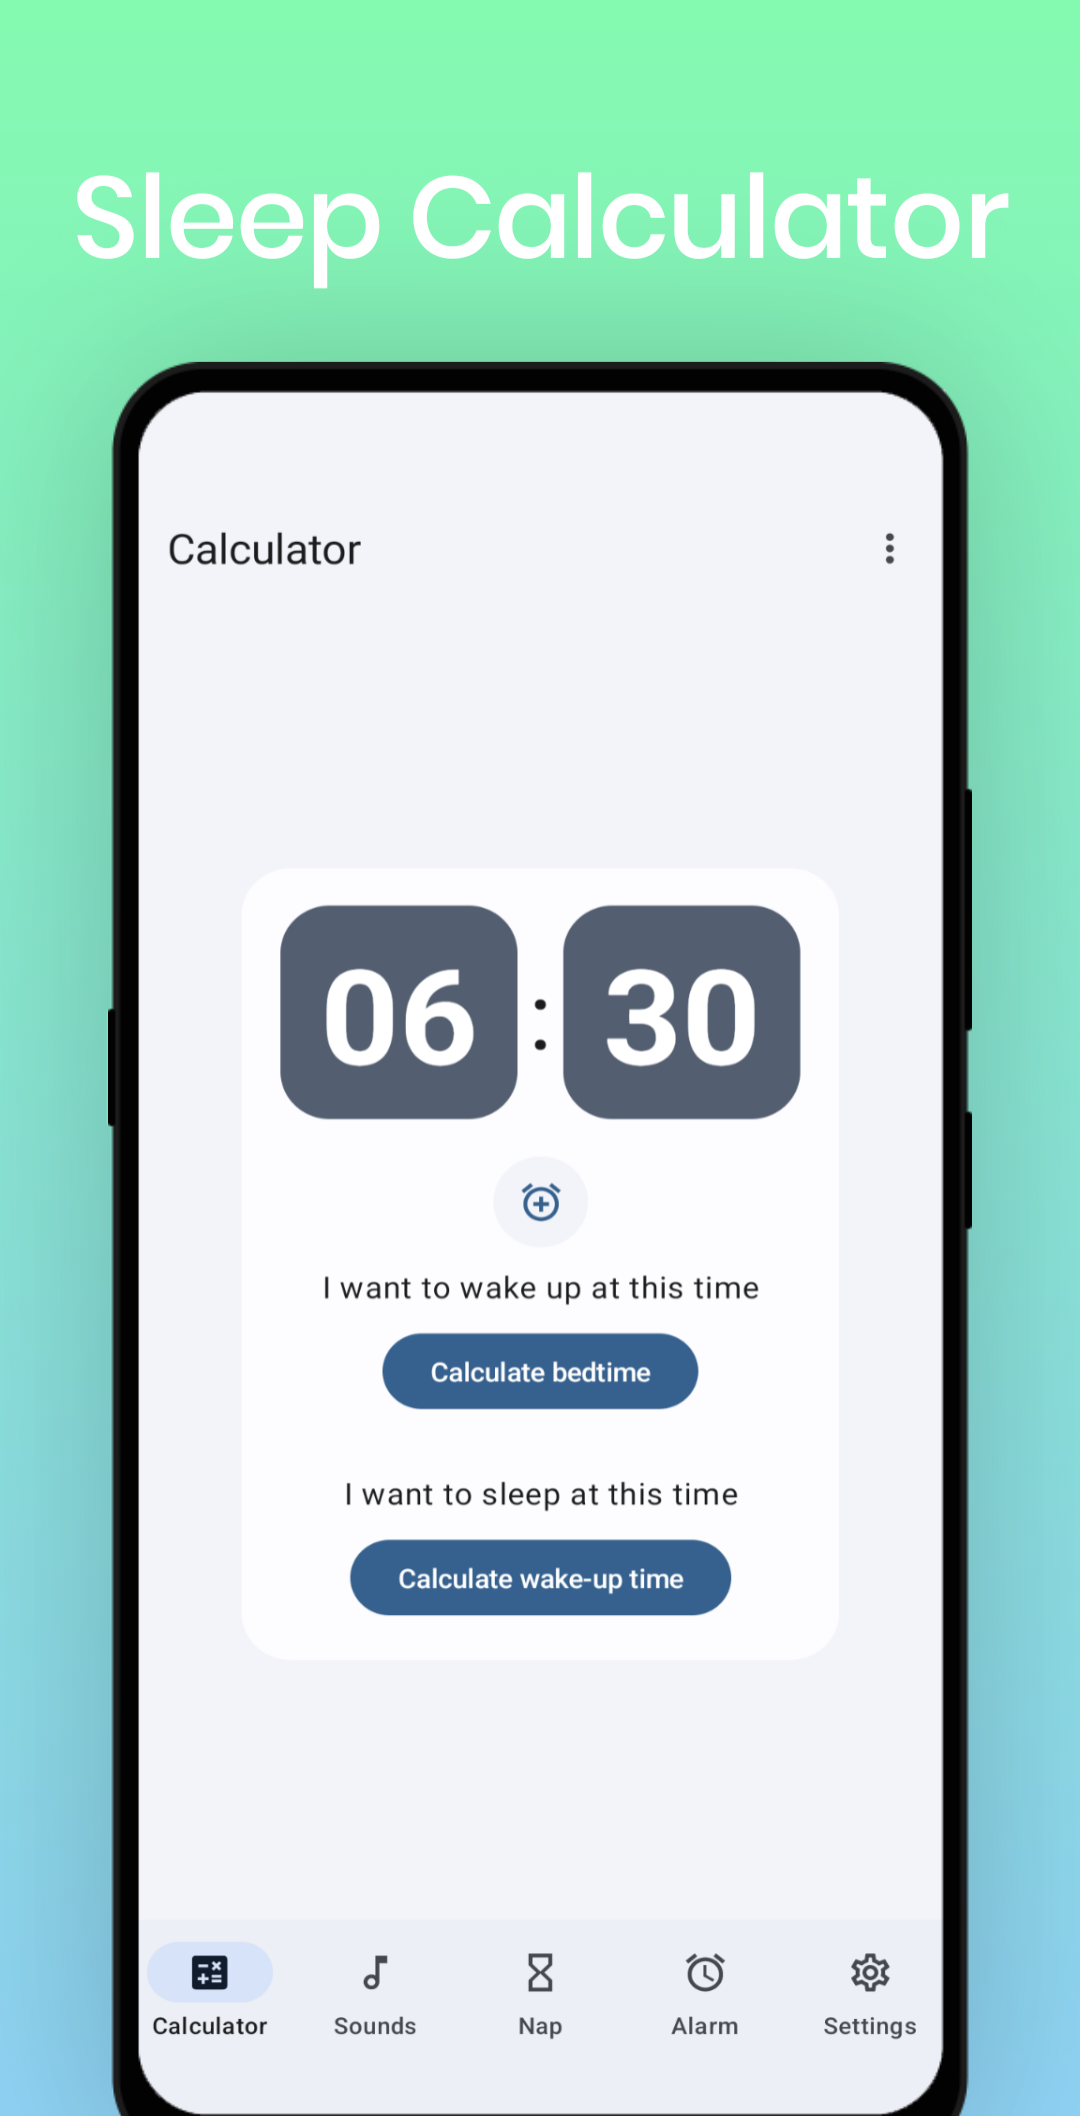 Sleep Calculator
Calculator
06 : 30
I want to wake up at this time
Calculate bedtime
I want to sleep at this time
Calculate wake-up time
Calculator Sounds Nap Alarm Settings